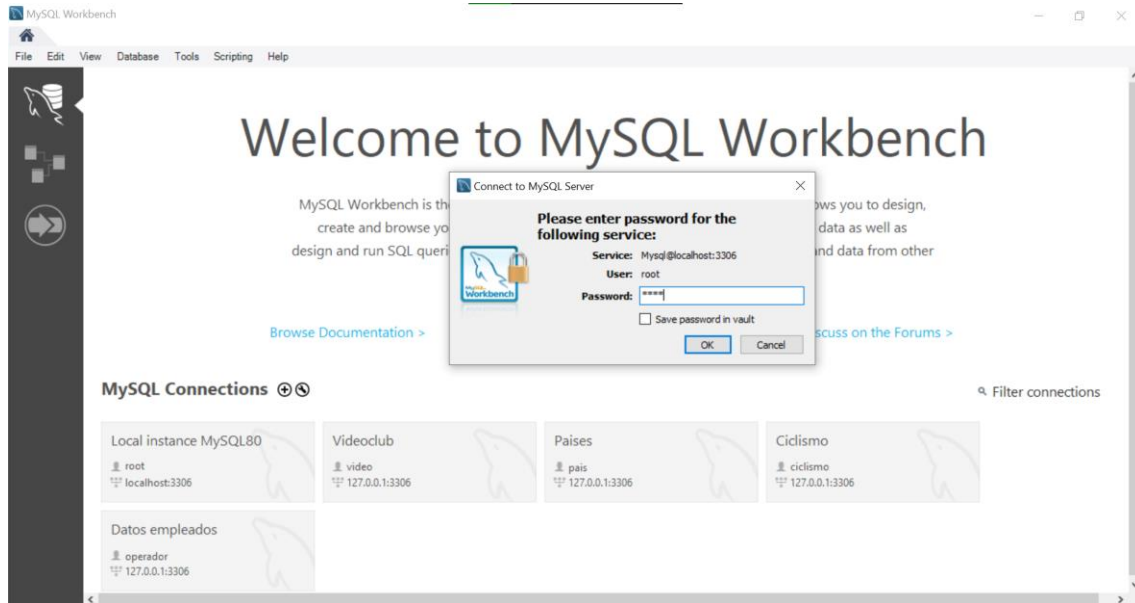 MySQL Workbench
File Edit View Database Tools Scripting Help
Welcome to MySQL Workbench
MySQL Workbench is the
ows you to design,
create and browse yo
data as well as
design and run SQL queri
nd data from other
Connect to MySQL Server
Please enter password for the
following service:
Service: Mysql@localhost:3306
User: root
Password: ****
Save password in vault
OK Cancel
MySQL
Workbench
Browse Documentation >
scuss on the Forums >
MySQL Connections
Filter connections
Local instance MySQL80
root
localhost:3306
Videoclub
video
127.0.0.1:3306
Paises
pais
127.0.0.1:3306
Ciclismo
ciclismo
127.0.0.1:3306
Datos empleados
operador
127.0.0.1:3306